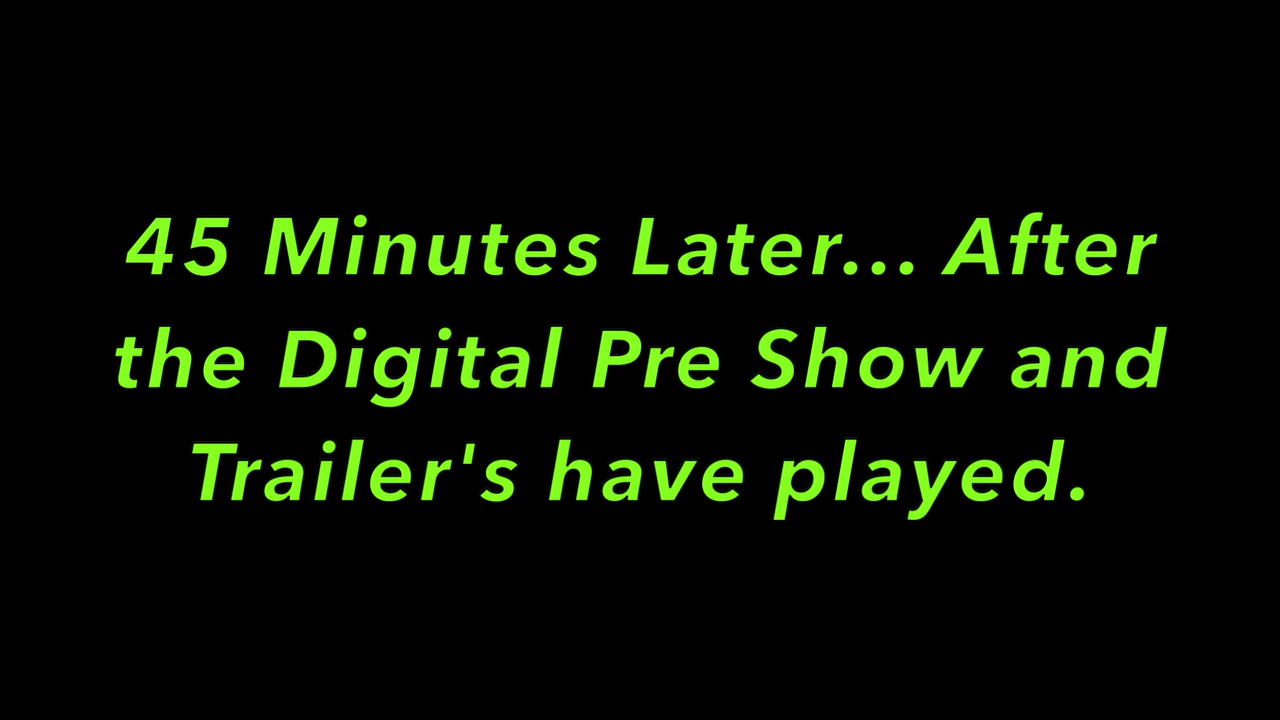 45 Minutes Later... After
the Digital Pre Show and
Trailer's have played.